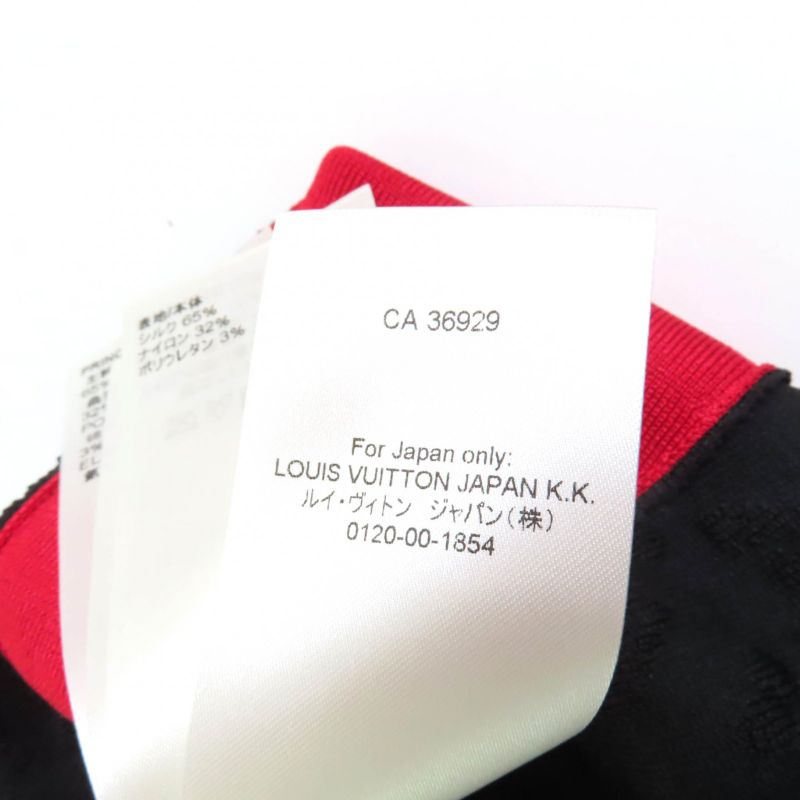 CA 36929
For Japan only:
LOUIS VUITTON JAPAN K.K.
ルイ・ヴィトン ジャパン(株)
0120-00-1854
表地/本体
シルク 65%
ナイロン 32%
ポリウレタン 3%